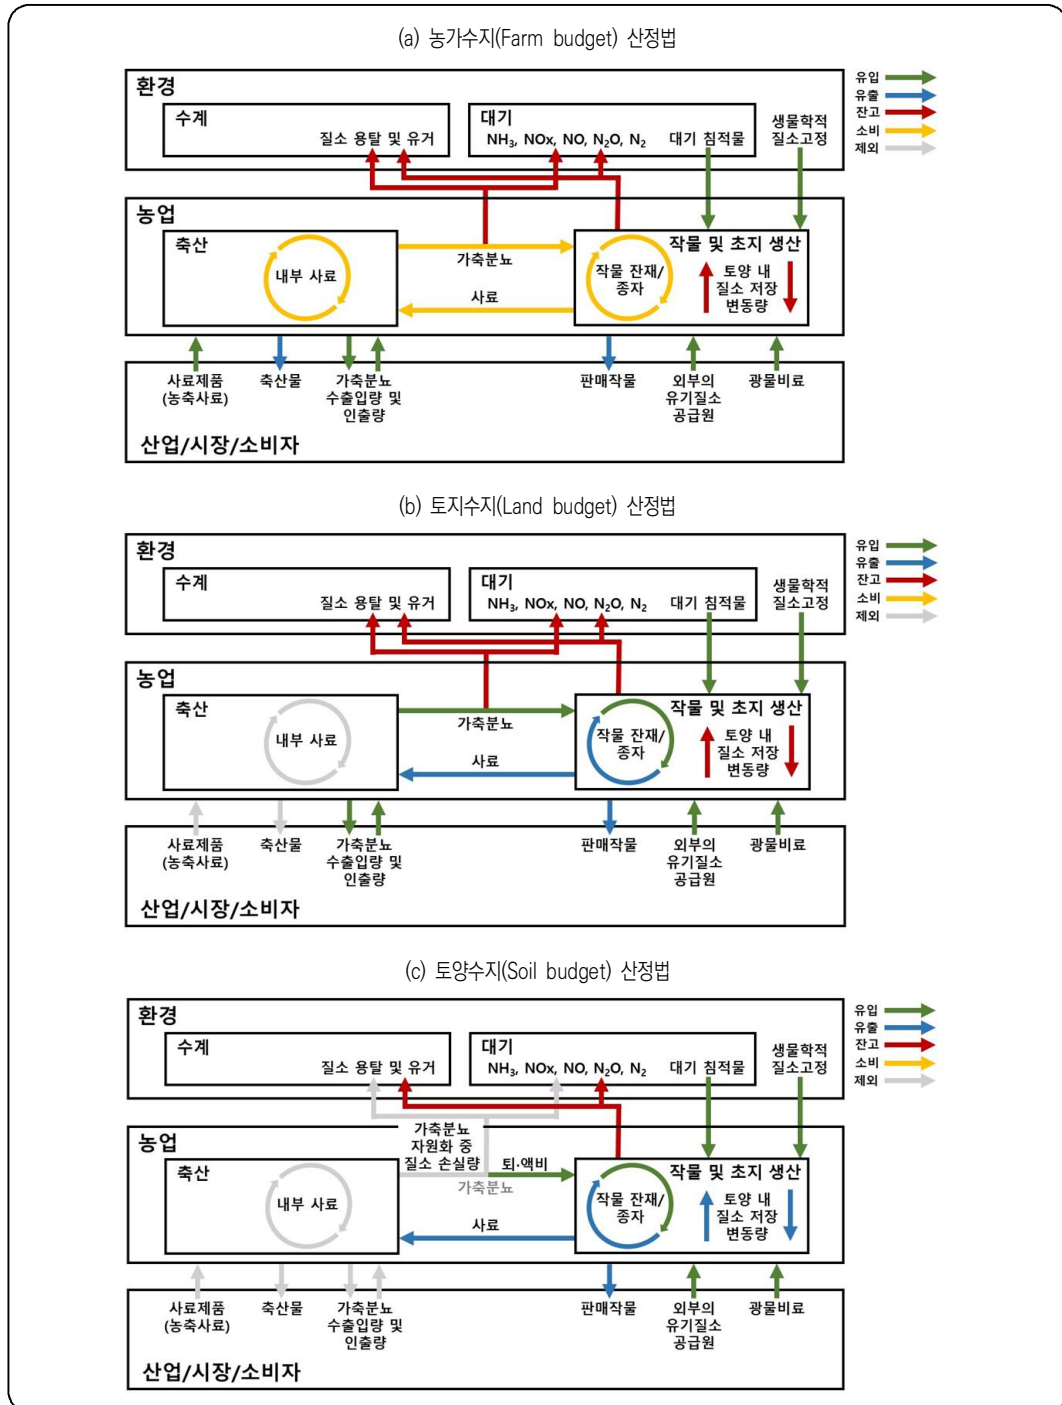 (a) 농가수지(Farm budget) 산정법
환경
수계
질소 용탈 및 유거
대기
NH₃, NOx, NO, N₂O, N₂
대기 침적물
생물학적
질소고정
유입
유출
잔고
소비
제외
농업
축산
내부 사료
가축분뇨
사료
작물 잔재/
종자
작물 및 초지 생산
토양 내
질소 저장
변동량
사료제품
(농축사료)
축산물
가축분뇨
수출입량 및
인출량
판매작물
외부의
유기질소
공급원
광물비료
산업/시장/소비자
(b) 토지수지(Land budget) 산정법
환경
수계
질소 용탈 및 유거
대기
NH₃, NOx, NO, N₂O, N₂
대기 침적물
생물학적
질소고정
유입
유출
잔고
소비
제외
농업
축산
내부 사료
가축분뇨
사료
작물 잔재/
종자
작물 및 초지 생산
토양 내
질소 저장
변동량
사료제품
(농축사료)
축산물
가축분뇨
수출입량 및
인출량
판매작물
외부의
유기질소
공급원
광물비료
산업/시장/소비자
(c) 토양수지(Soil budget) 산정법
환경
수계
질소 용탈 및 유거
대기
NH₃, NOx, NO, N₂O, N₂
대기 침적물
생물학적
질소고정
유입
유출
잔고
소비
제외
농업
축산
내부 사료
가축분뇨
자원화 중
질소 손실량
퇴·액비
가축분뇨
사료
작물 잔재/
종자
작물 및 초지 생산
토양 내
질소 저장
변동량
사료제품
(농축사료)
축산물
가축분뇨
수출입량 및
인출량
판매작물
외부의
유기질소
공급원
광물비료
산업/시장/소비자